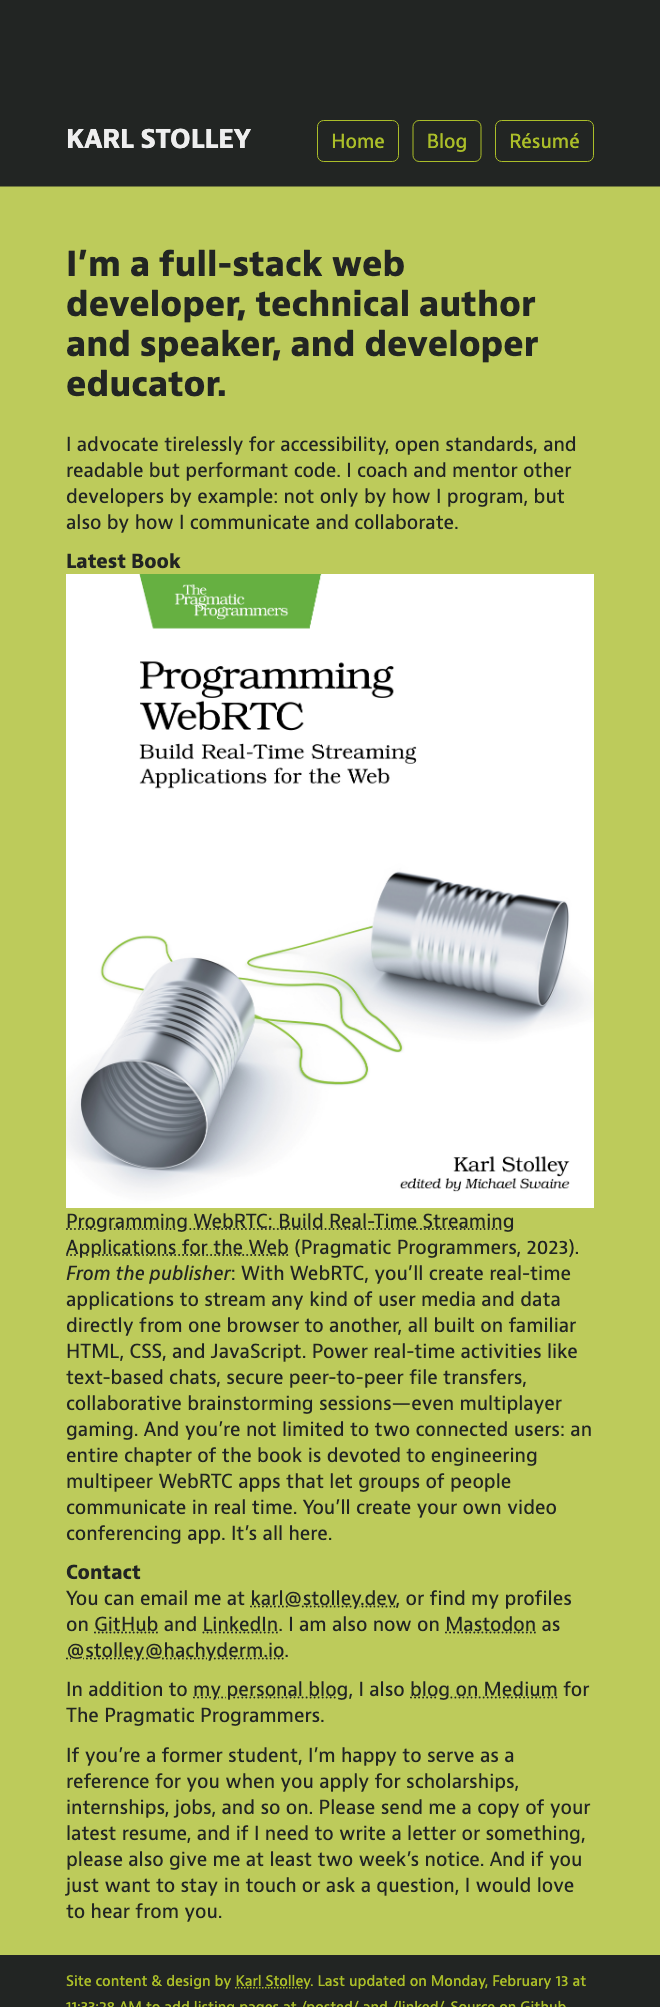 KARL STOLLEY
Home
Blog
Résumé
I’m a full-stack web
developer, technical author
and speaker, and developer
educator.
I advocate tirelessly for accessibility, open standards, and
readable but performant code. I coach and mentor other
developers by example: not only by how I program, but
also by how I communicate and collaborate.
Latest Book
The
Pragmatic
Programmers
Programming
WebRTC
Build Real-Time Streaming
Applications for the Web
Karl Stolley
edited by Michael Swaine
Programming WebRTC: Build Real-Time Streaming
Applications for the Web (Pragmatic Programmers, 2023).
From the publisher: With WebRTC, you’ll create real-time
applications to stream any kind of user media and data
directly from one browser to another, all built on familiar
HTML, CSS, and JavaScript. Power real-time activities like
text-based chats, secure peer-to-peer file transfers,
collaborative brainstorming sessions—even multiplayer
gaming. And you’re not limited to two connected users: an
entire chapter of the book is devoted to engineering
multipeer WebRTC apps that let groups of people
communicate in real time. You’ll create your own video
conferencing app. It’s all here.
Contact
You can email me at karl@stolley.dev, or find my profiles
on GitHub and LinkedIn. I am also now on Mastodon as
@stolley@hachyderm.io.
In addition to my personal blog, I also blog on Medium for
The Pragmatic Programmers.
If you’re a former student, I’m happy to serve as a
reference for you when you apply for scholarships,
internships, jobs, and so on. Please send me a copy of your
latest resume, and if I need to write a letter or something,
please also give me at least two week’s notice. And if you
just want to stay in touch or ask a question, I would love
to hear from you.
Site content & design by Karl Stolley. Last updated on Monday, February 13 at
11:33:28 AM to add listing pages at /posted/ and /linked/. Source on Github